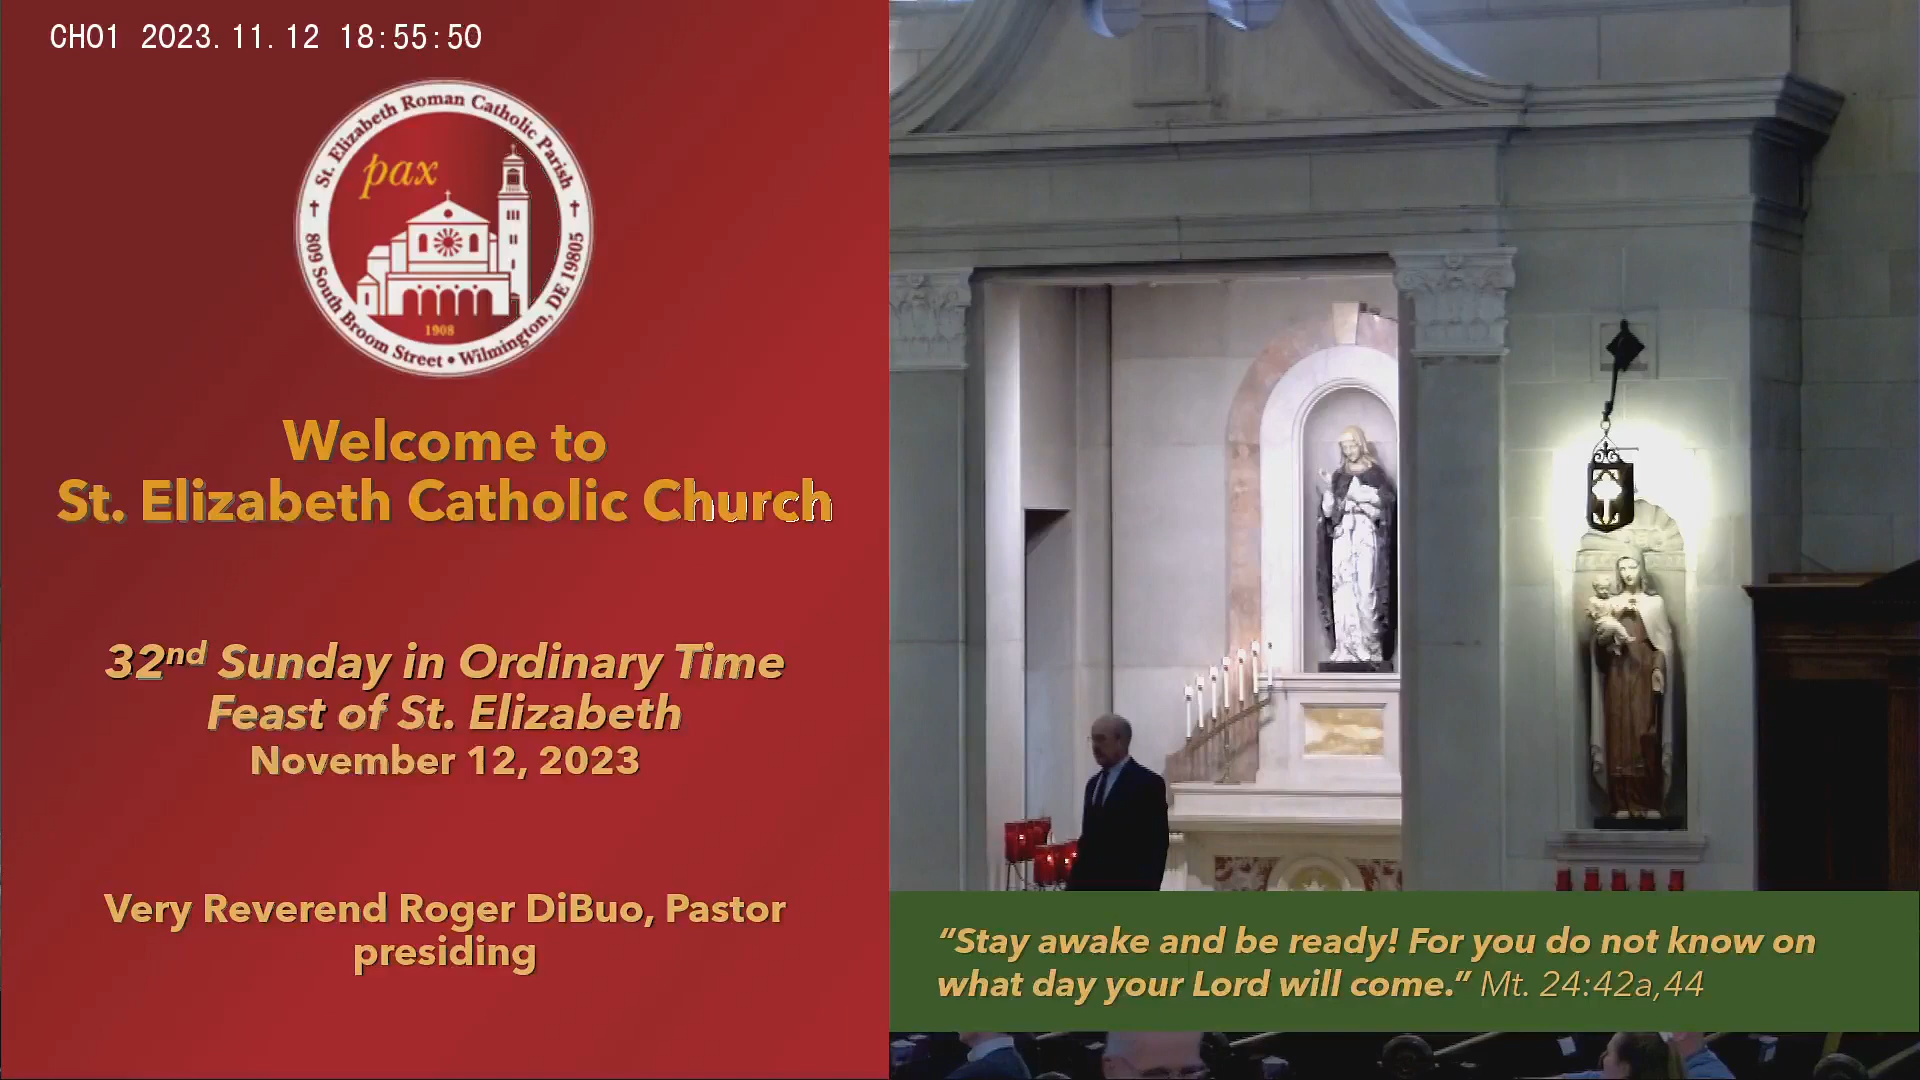 CH01 2023.11.12 18:55:50
St. Elizabeth Roman Catholic Parish
pax
1908
809 South Broom Street • Wilmington, DE 19805
Welcome to
St. Elizabeth Catholic Church
32nd Sunday in Ordinary Time
Feast of St. Elizabeth
November 12, 2023
Very Reverend Roger DiBuo, Pastor
presiding
“Stay awake and be ready! For you do not know on
what day your Lord will come.” Mt. 24:42a,44